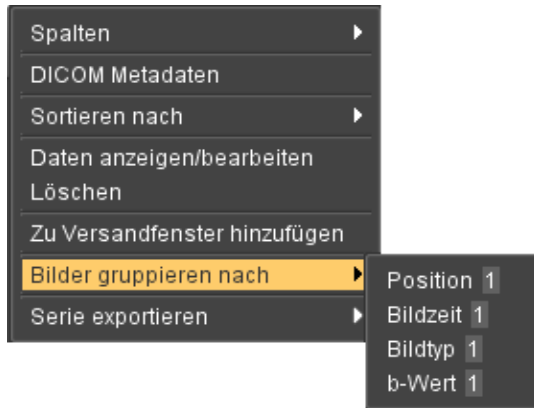 Spalten
DICOM Metadaten
Sortieren nach
Daten anzeigen/bearbeiten
Löschen
Zu Versandfenster hinzufügen
Bilder gruppieren nach
Serie exportieren
Position 1
Bildzeit 1
Bildtyp 1
b-Wert 1